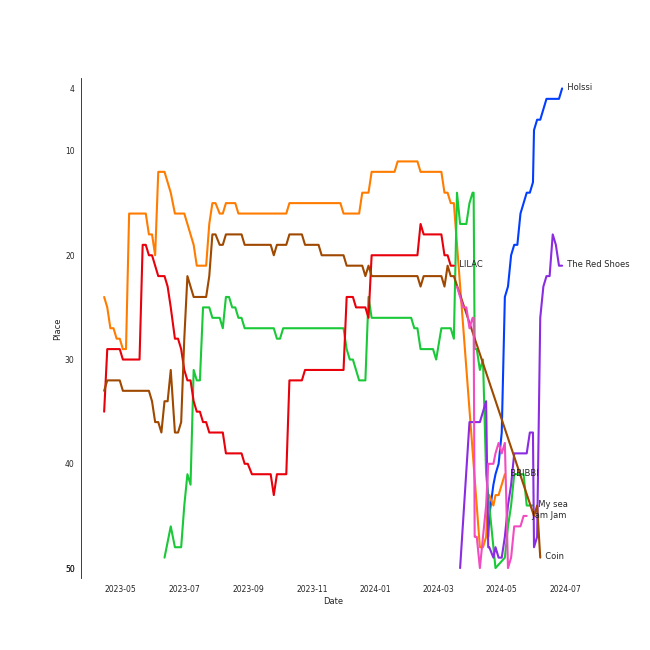 4
Holssi
10
20
LILAC
The Red Shoes
Place
30
40
BBIBBI
My sea
Jam Jam
Coin
50
2023-05
2023-07
2023-09
2023-11
2024-01
2024-03
2024-05
2024-07
Date